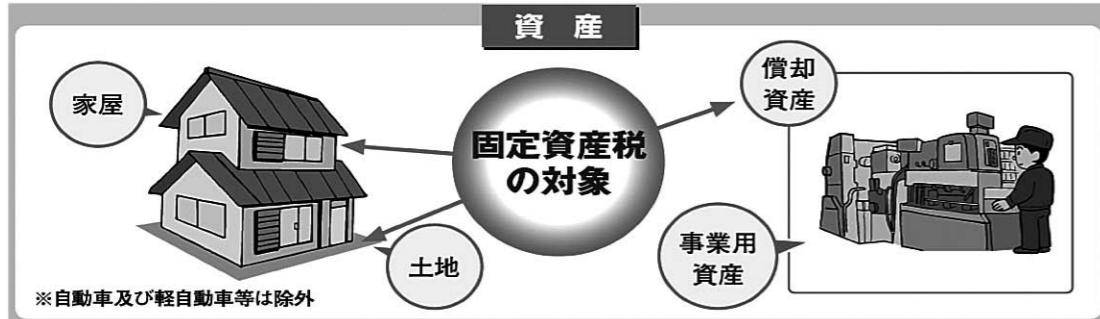 資産
家屋
固定資産税
の対象
償却
資産
土地
事業用
資産
※自動車及び軽自動車等は除外